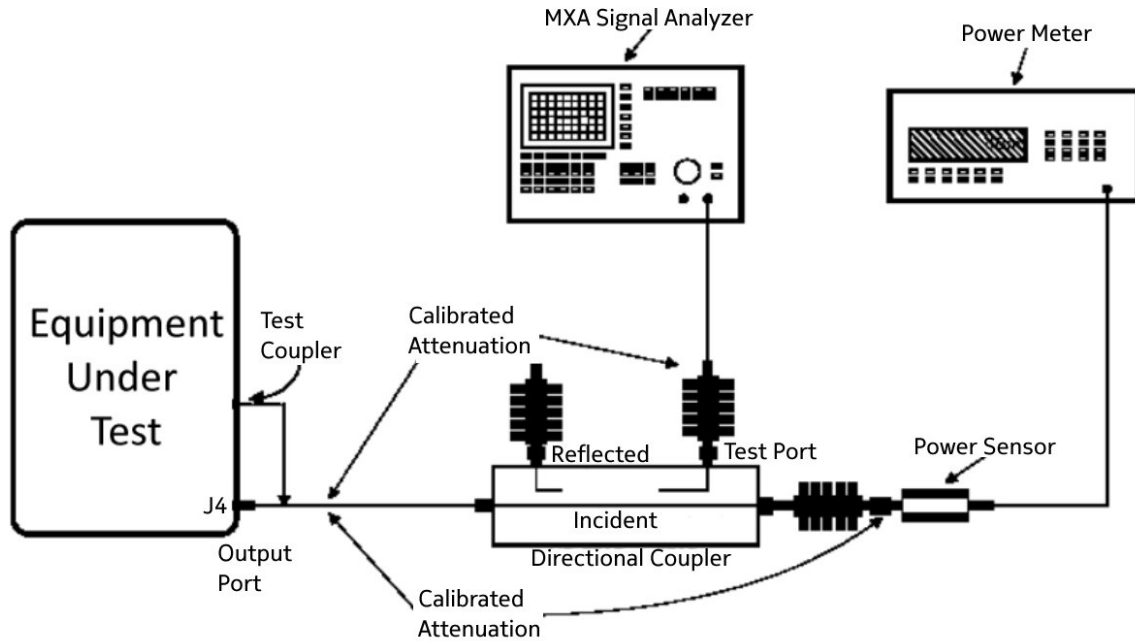 MXA Signal Analyzer
Power Meter
Equipment
Under
Test
Test
Coupler
Calibrated
Attenuation
Reflected
Test Port
Power Sensor
J4
Incident
Output
Port
Directional Coupler
Calibrated
Attenuation